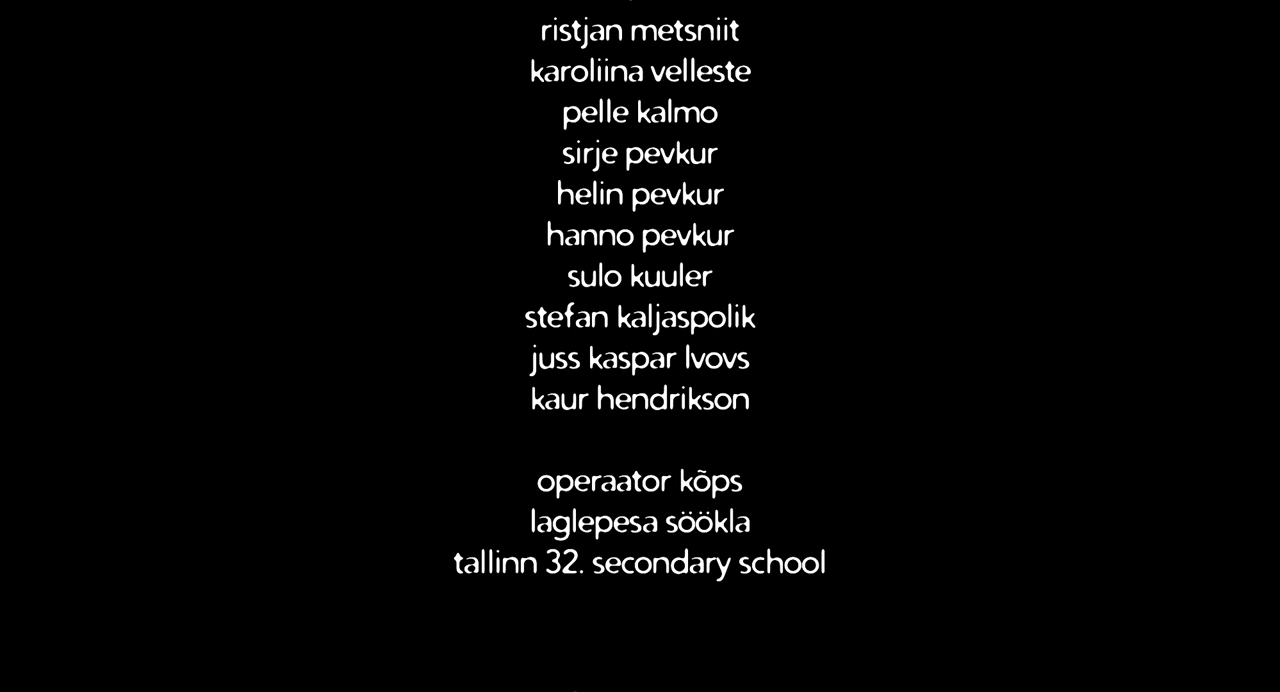 ristjan metsniit
karoliina velleste
pelle kalmo
sirje pevkur
helin pevkur
hanno pevkur
sulo kuuler
stefan kaljaspolik
juss kaspar lvovs
kaur hendrikson
operaator kõps
laglepesa söökla
tallinn 32. secondary school